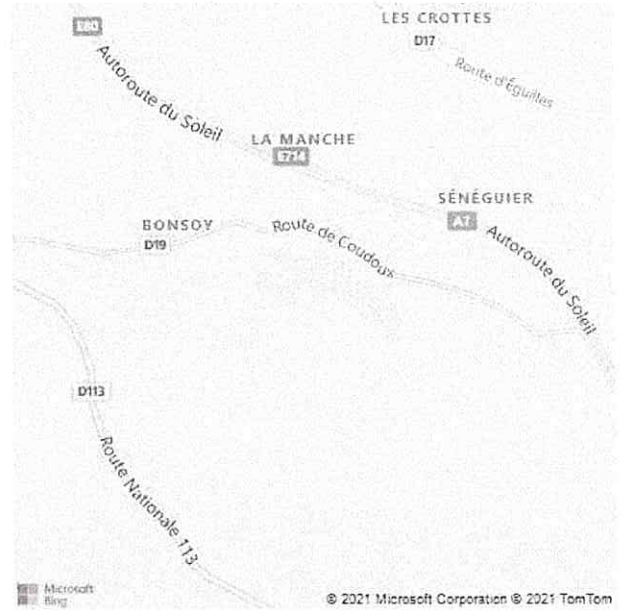 E80
LES CROTTES
D17
Route d'Éguilles
Autoroute du Soleil
LA MANCHE
E714
SÉNÉGUIER
A7
Autoroute du Soleil
BONSOY
D19
Route de Coudoux
D113
Route Nationale 113
Microsoft
Bing
© 2021 Microsoft Corporation © 2021 TomTom